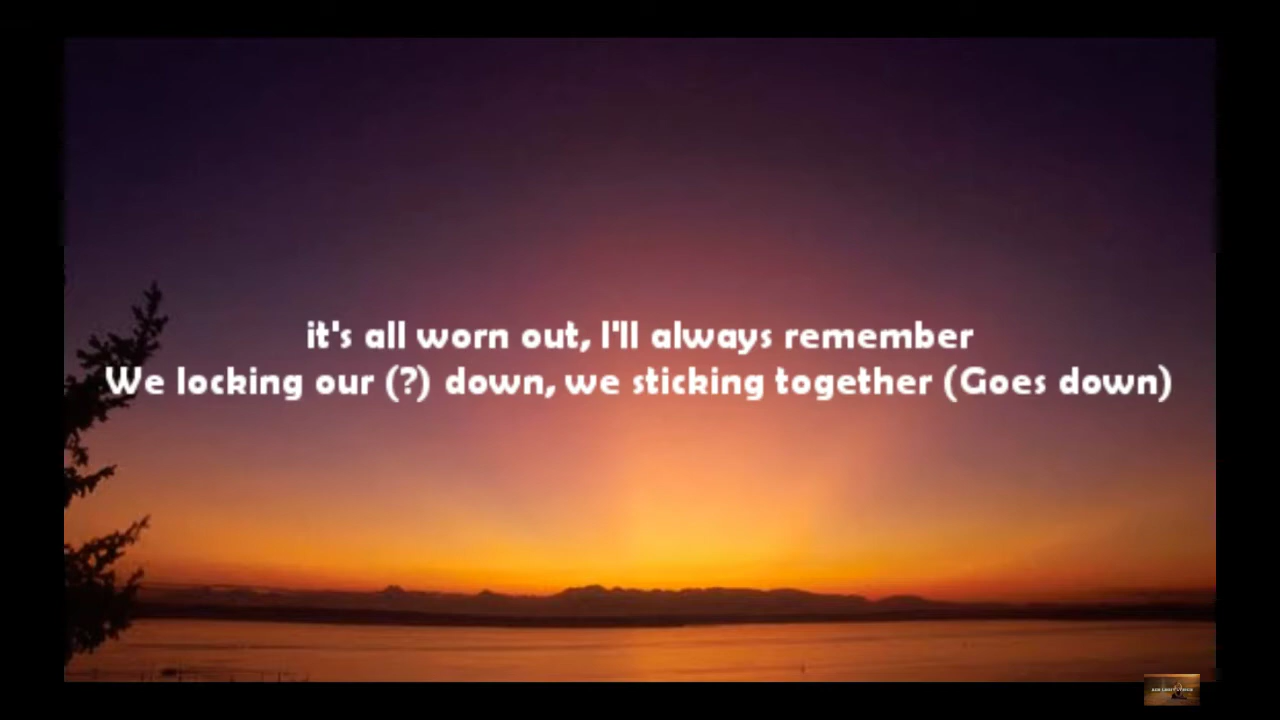 it's all worn out, I'll always remember
We locking our (?) down, we sticking together (Goes down)